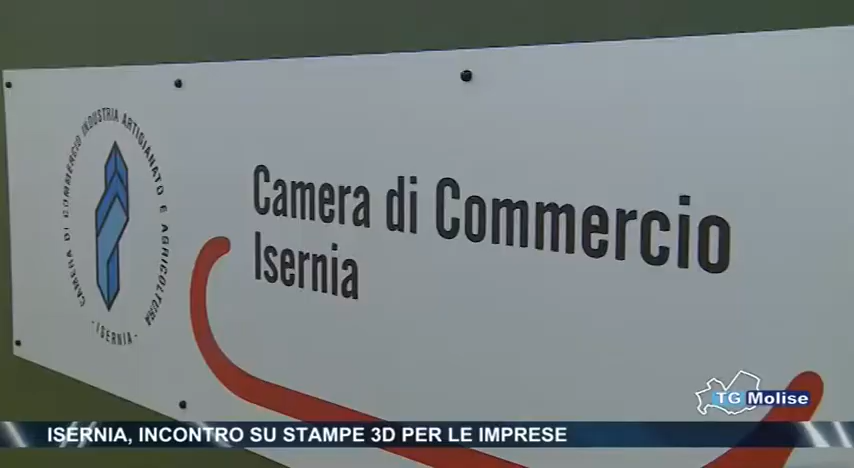 CAMERA DI COMMERCIO INDUSTRIA ARTIGIANATO E AGRICOLTURA
- ISERNIA -
Camera di Commercio
Isernia
TG Molise
ISERNIA, INCONTRO SU STAMPE 3D PER LE IMPRESE